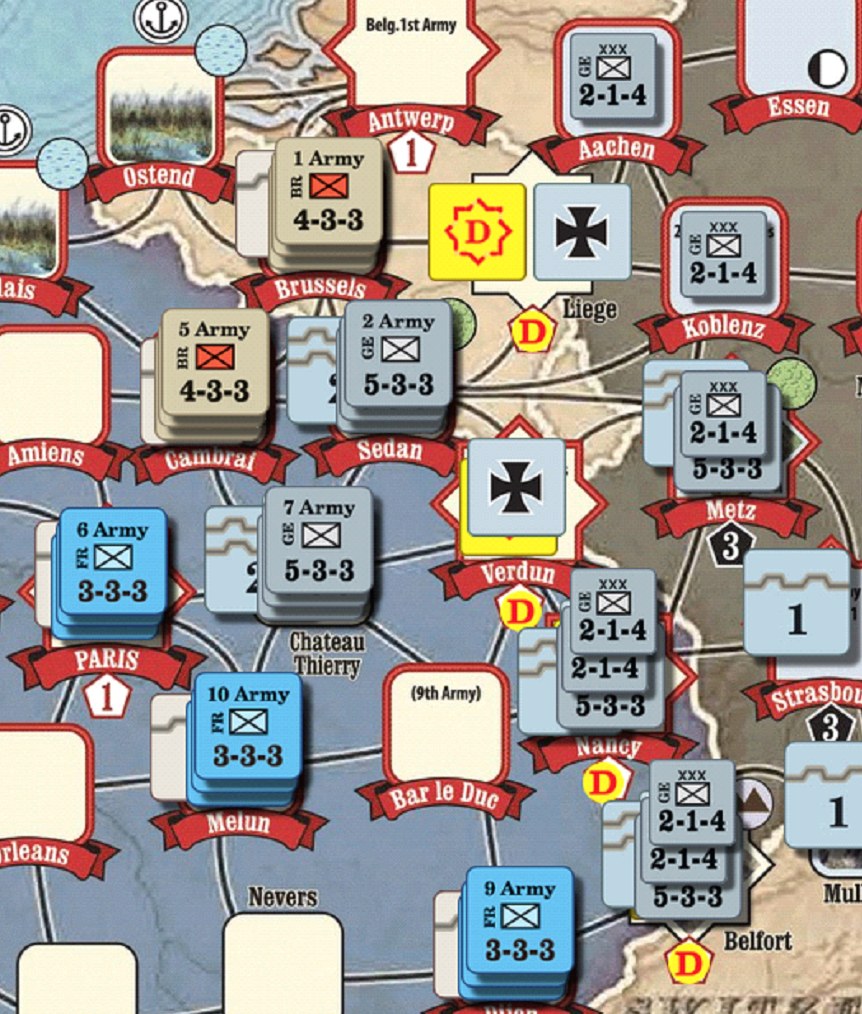 Belg.1st Army
XXX
GE
2-1-4
Essen
Antwerp
1
Aachen
Ostend
1 Army
BR
4-3-3
D
XXX
GE
2-1-4
Brussels
Liege
D
Koblenz
5 Army
BR
4-3-3
2 Army
GE
5-3-3
XXX
GE
2-1-4
5-3-3
Amiens
Cambrai
Sedan
Metz
3
6 Army
FR
3-3-3
7 Army
GE
5-3-3
Verdun
D
1
XXX
GE
2-1-4
2-1-4
5-3-3
PARIS
1
Chateau
Thierry
10 Army
FR
3-3-3
(9th Army)
Nancy
D
3
Bar le Duc
Melun
XXX
GE
2-1-4
2-1-4
5-3-3
1
Nevers
9 Army
FR
3-3-3
Belfort
D